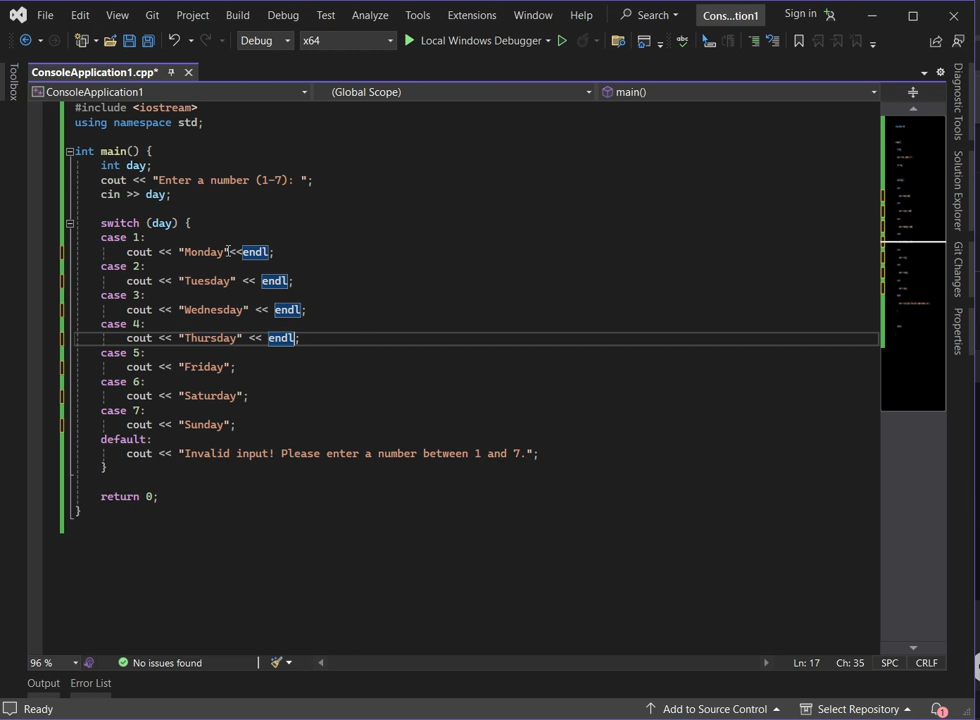 File Edit View Git Project Build Debug Test Analyze Tools Extensions Window Help Search Cons...tion1 Sign in
Debug x64 Local Windows Debugger
Toolbox
ConsoleApplication1.cpp*
ConsoleApplication1 (Global Scope) main()
#include <iostream>
using namespace std;
int main() {
int day;
cout << "Enter a number (1-7): ";
cin >> day;
switch (day) {
case 1:
cout << "Monday"<<endl;
case 2:
cout << "Tuesday" << endl;
case 3:
cout << "Wednesday" << endl;
case 4:
cout << "Thursday" << endl;
case 5:
cout << "Friday";
case 6:
cout << "Saturday";
case 7:
cout << "Sunday";
default:
cout << "Invalid input! Please enter a number between 1 and 7.";
}
return 0;
}
Diagnostic Tools
Solution Explorer
Git Changes
Properties
96 % No issues found Ln: 17 Ch: 35 SPC CRLF
Output Error List
Ready Add to Source Control Select Repository 1